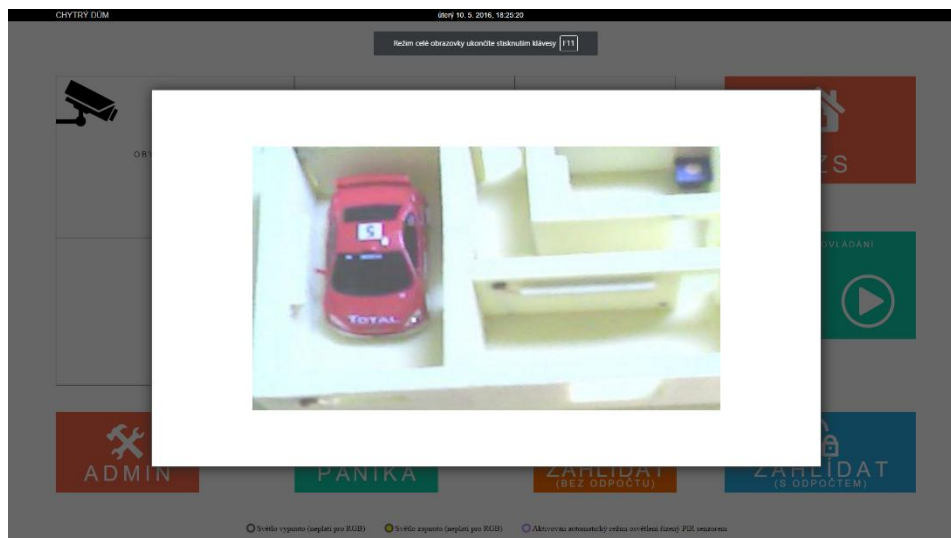 CHYTRÝ DŮM
úterý 10. 5. 2016, 18:25:20
Režim celé obrazovky ukončíte stisknutím klávesy F11
OBÝ
ZS
OVLÁDÁNÍ
5
TOTAL
ADMIN
PANIKA
ZAHLÍDAT
(BEZ ODPOČTU)
ZAHLÍDAT
(S ODPOČTEM)
Světlo vypnuto (neplatí pro RGB)
Světlo zapnuto (neplatí pro RGB)
Aktivován automatický režim osvětlení řízený PIR senzorem